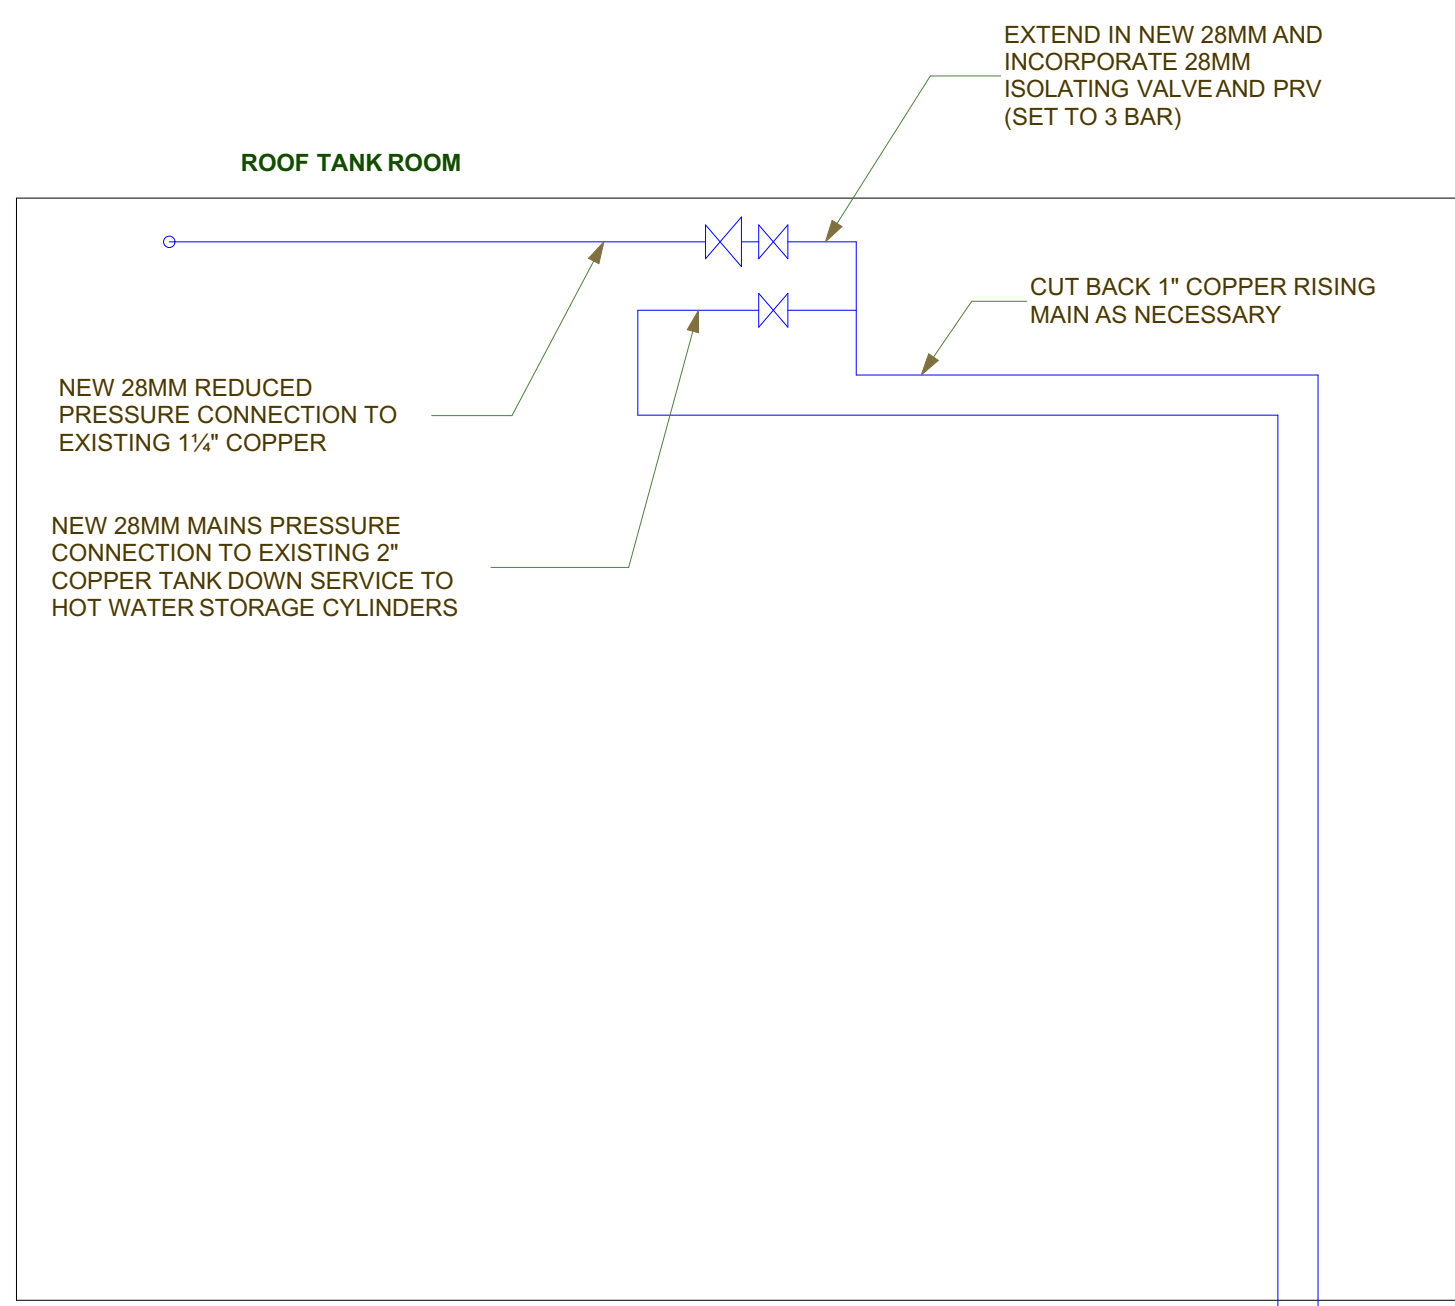 EXTEND IN NEW 28MM AND
INCORPORATE 28MM
ISOLATING VALVE AND PRV
(SET TO 3 BAR)
ROOF TANK ROOM
CUT BACK 1" COPPER RISING
MAIN AS NECESSARY
NEW 28MM REDUCED
PRESSURE CONNECTION TO
EXISTING 1¼" COPPER
NEW 28MM MAINS PRESSURE
CONNECTION TO EXISTING 2"
COPPER TANK DOWN SERVICE TO
HOT WATER STORAGE CYLINDERS